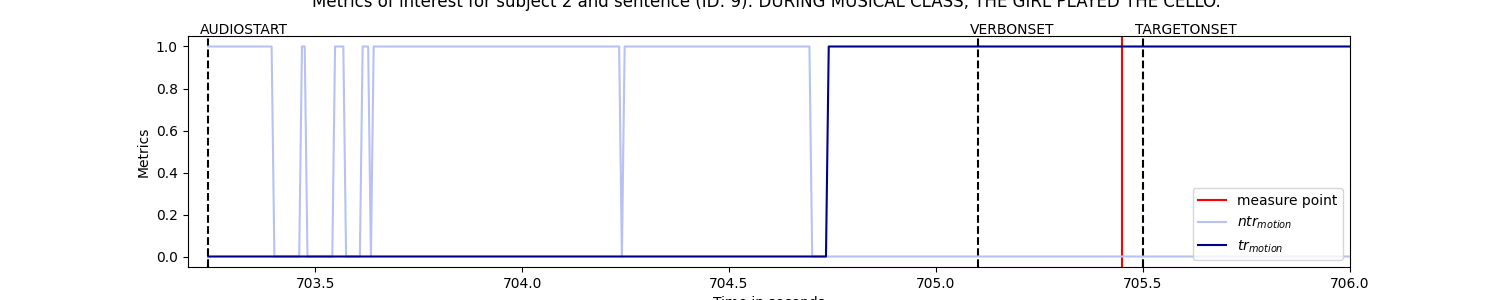 Metrics of interest for subject 2 and sentence (ID: 9): DURING MUSICAL CLASS, THE GIRL PLAYED THE CELLO.
AUDIOSTART VERBONSET TARGETONSET
1.0
0.8
0.6
0.4
0.2
0.0
Metrics
measure point
ntr_motion
tr_motion
703.5 704.0 704.5 705.0 705.5 706.0
Time in seconds